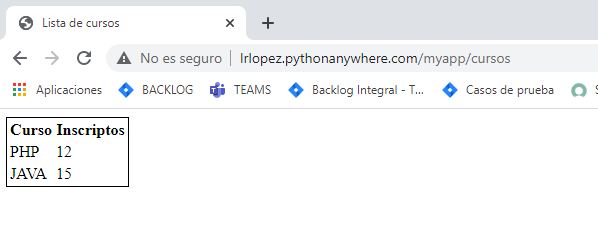 Lista de cursos
No es seguro | lrlopez.pythonanywhere.com/myapp/cursos
Aplicaciones BACKLOG TEAMS Backlog Integral - T... Casos de prueba
Curso Inscriptos
PHP 12
JAVA 15